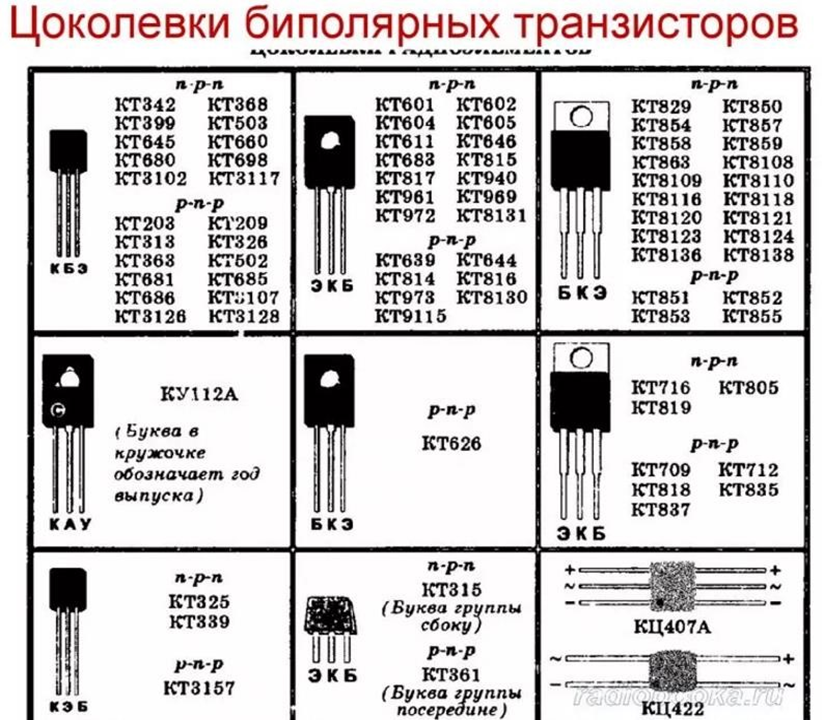 Цоколевки биполярных транзисторов
ЦОКОЛЕВКИ РАДИОЭЛЕМЕНТОВ
п-р-п
КТ342 КТ368
КТ399 КТ503
КТ645 КТ660
КТ680 КТ698
КТ3102 КТ3117
р-п-р
КТ203 КТ209
КТ313 КТ326
КТ363 КТ502
КТ681 КТ685
КТ686 КТ3107
КТ3126 КТ3128
К Б Э
п-р-п
КТ601 КТ602
КТ604 КТ605
КТ611 КТ646
КТ683 КТ815
КТ817 КТ940
КТ961 КТ969
КТ972 КТ8131
р-п-р
КТ639 КТ644
КТ814 КТ816
КТ973 КТ8130
КТ9115
Э К Б
п-р-п
КТ829 КТ850
КТ854 КТ857
КТ858 КТ859
КТ863 КТ8108
КТ8109 КТ8110
КТ8116 КТ8118
КТ8120 КТ8121
КТ8123 КТ8124
КТ8136 КТ8138
р-п-р
КТ851 КТ852
КТ853 КТ855
Б К Э
КУ112А
(Буква в
кружочке
обозначает год
выпуска)
С
К А У
р-п-р
КТ626
Б К Э
п-р-п
КТ716 КТ805
КТ819
р-п-р
КТ709 КТ712
КТ818 КТ835
КТ837
Э К Б
п-р-п
КТ325
КТ339
р-п-р
КТ3157
К Э Б
п-р-п
КТ315
(Буква группы
сбоку)
р-п-р
КТ361
(Буква группы
посередине)
Э К Б
+ +
~ ~
- -
КЦ407А
~ +
- ~
КЦ422